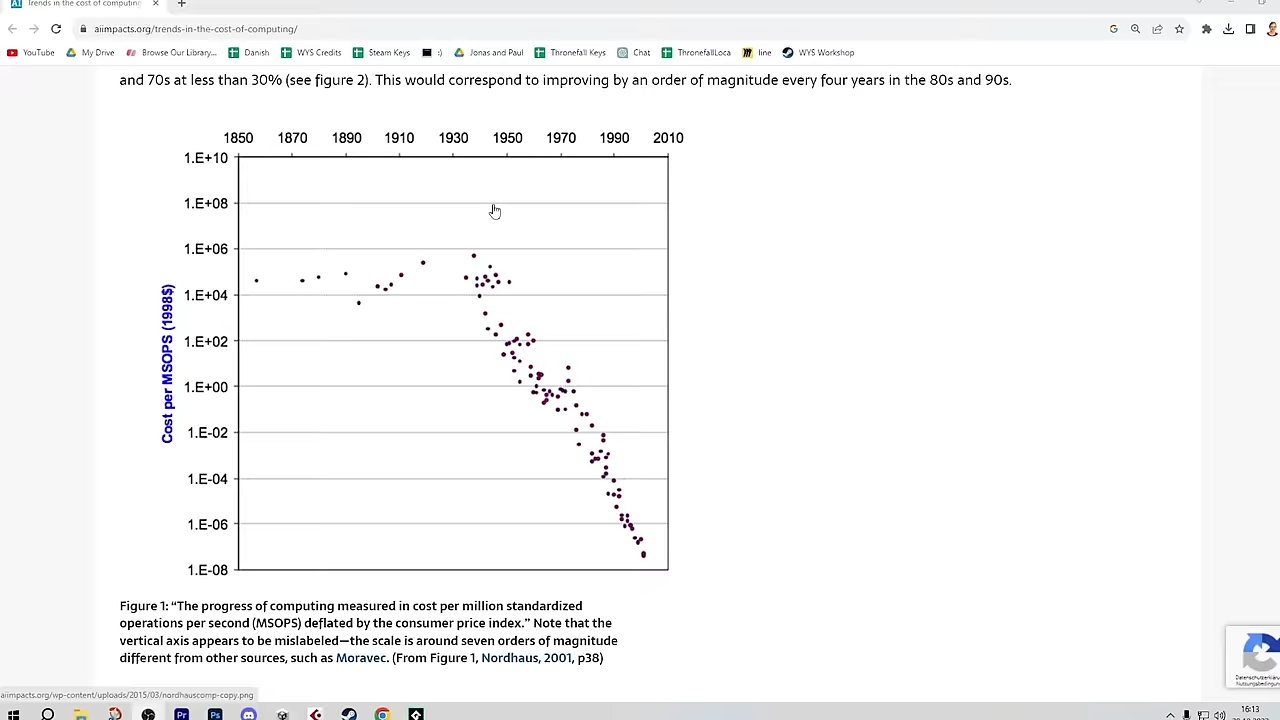 Trends in the cost of computing
aiimpacts.org/trends-in-the-cost-of-computing/
YouTube My Drive Browse Our Library... Danish WYS Credits Steam Keys Jonas and Paul Thronefall Keys Chat ThronefallLoca line WYS Workshop
and 70s at less than 30% (see figure 2). This would correspond to improving by an order of magnitude every four years in the 80s and 90s.
1850 1870 1890 1910 1930 1950 1970 1990 2010
1.E+10
1.E+08
1.E+06
1.E+04
1.E+02
1.E+00
1.E-02
1.E-04
1.E-06
1.E-08
Cost per MSOPS (1998$)
Figure 1: “The progress of computing measured in cost per million standardized
operations per second (MSOPS) deflated by the consumer price index.” Note that the
vertical axis appears to be mislabeled—the scale is around seven orders of magnitude
different from other sources, such as Moravec. (From Figure 1, Nordhaus, 2001, p38)
aiimpacts.org/wp-content/uploads/2015/03/nordhauscomp-copy.png
16:13